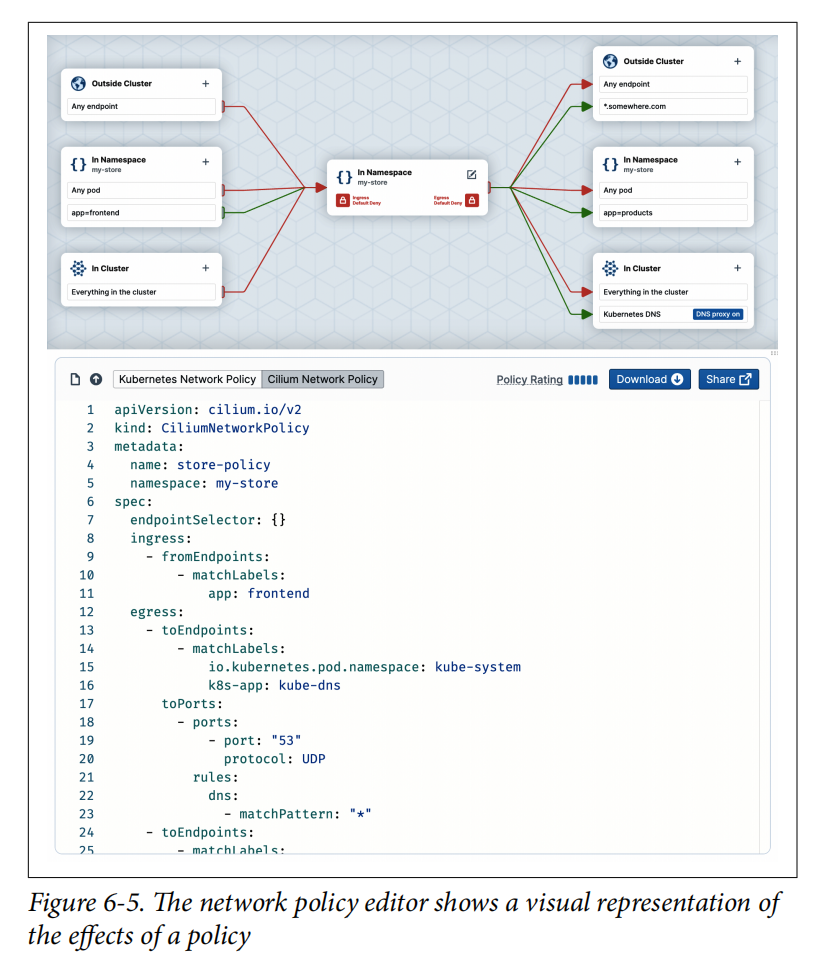 Outside Cluster +
Any endpoint
{} In Namespace +
my-store
Any pod
app=frontend
In Cluster +
Everything in the cluster
{} In Namespace
my-store
Ingress
Default Deny
Egress
Default Deny
Outside Cluster +
Any endpoint
*.somewhere.com
{} In Namespace +
my-store
Any pod
app=products
In Cluster +
Everything in the cluster
Kubernetes DNS DNS proxy on
Kubernetes Network Policy Cilium Network Policy Policy Rating Download Share
1 apiVersion: cilium.io/v2
2 kind: CiliumNetworkPolicy
3 metadata:
4 name: store-policy
5 namespace: my-store
6 spec:
7 endpointSelector: {}
8 ingress:
9 - fromEndpoints:
10 - matchLabels:
11 app: frontend
12 egress:
13 - toEndpoints:
14 - matchLabels:
15 io.kubernetes.pod.namespace: kube-system
16 k8s-app: kube-dns
17 toPorts:
18 - ports:
19 - port: "53"
20 protocol: UDP
21 rules:
22 dns:
23 - matchPattern: "*"
24 - toEndpoints:
25 - matchLabels:
Figure 6-5. The network policy editor shows a visual representation of
the effects of a policy